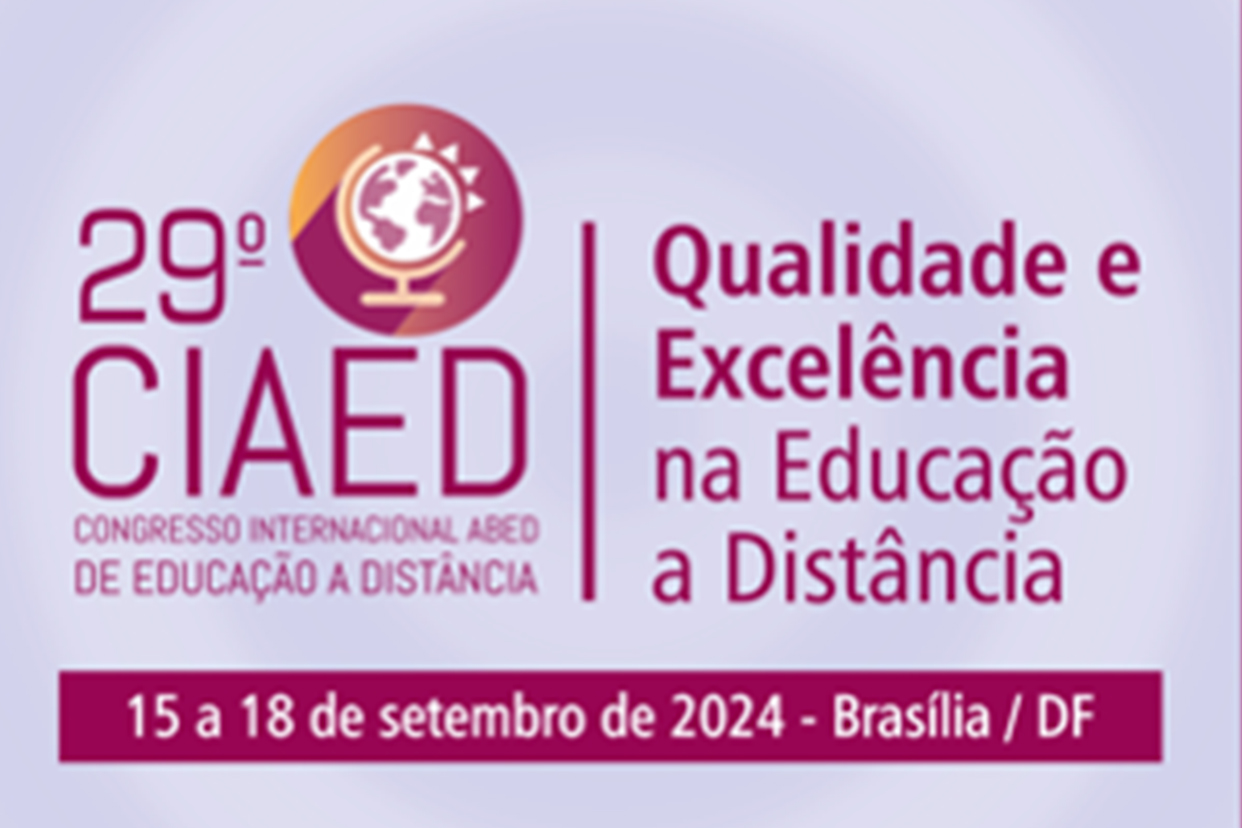 29º
CIAED
CONGRESSO INTERNACIONAL ABED
DE EDUCAÇÃO A DISTÂNCIA
Qualidade e
Excelência
na Educação
a Distância
15 a 18 de setembro de 2024 - Brasília / DF